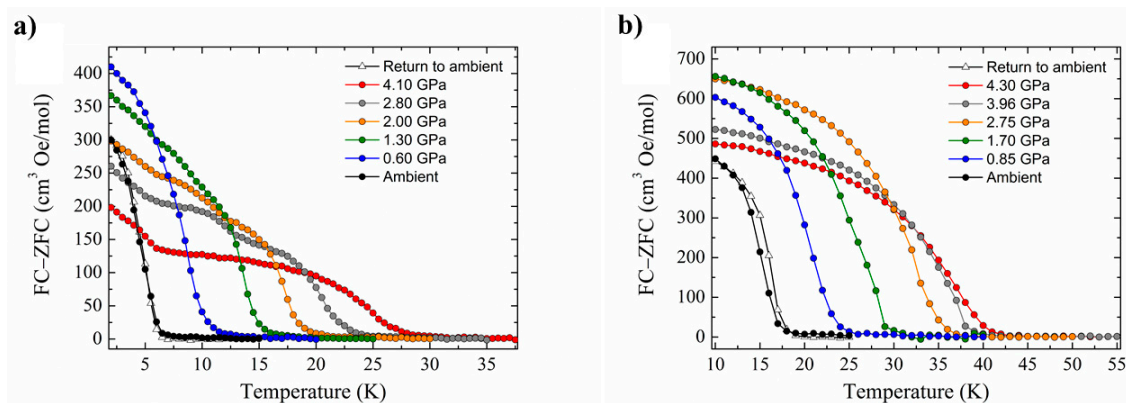 a)
FC–ZFC (cm³ Oe/mol)
400
350
300
250
200
150
100
50
0
Return to ambient
4.10 GPa
2.80 GPa
2.00 GPa
1.30 GPa
0.60 GPa
Ambient
5 10 15 20 25 30 35
Temperature (K)
b)
FC–ZFC (cm³ Oe/mol)
700
600
500
400
300
200
100
0
Return to ambient
4.30 GPa
3.96 GPa
2.75 GPa
1.70 GPa
0.85 GPa
Ambient
10 15 20 25 30 35 40 45 50 55
Temperature (K)